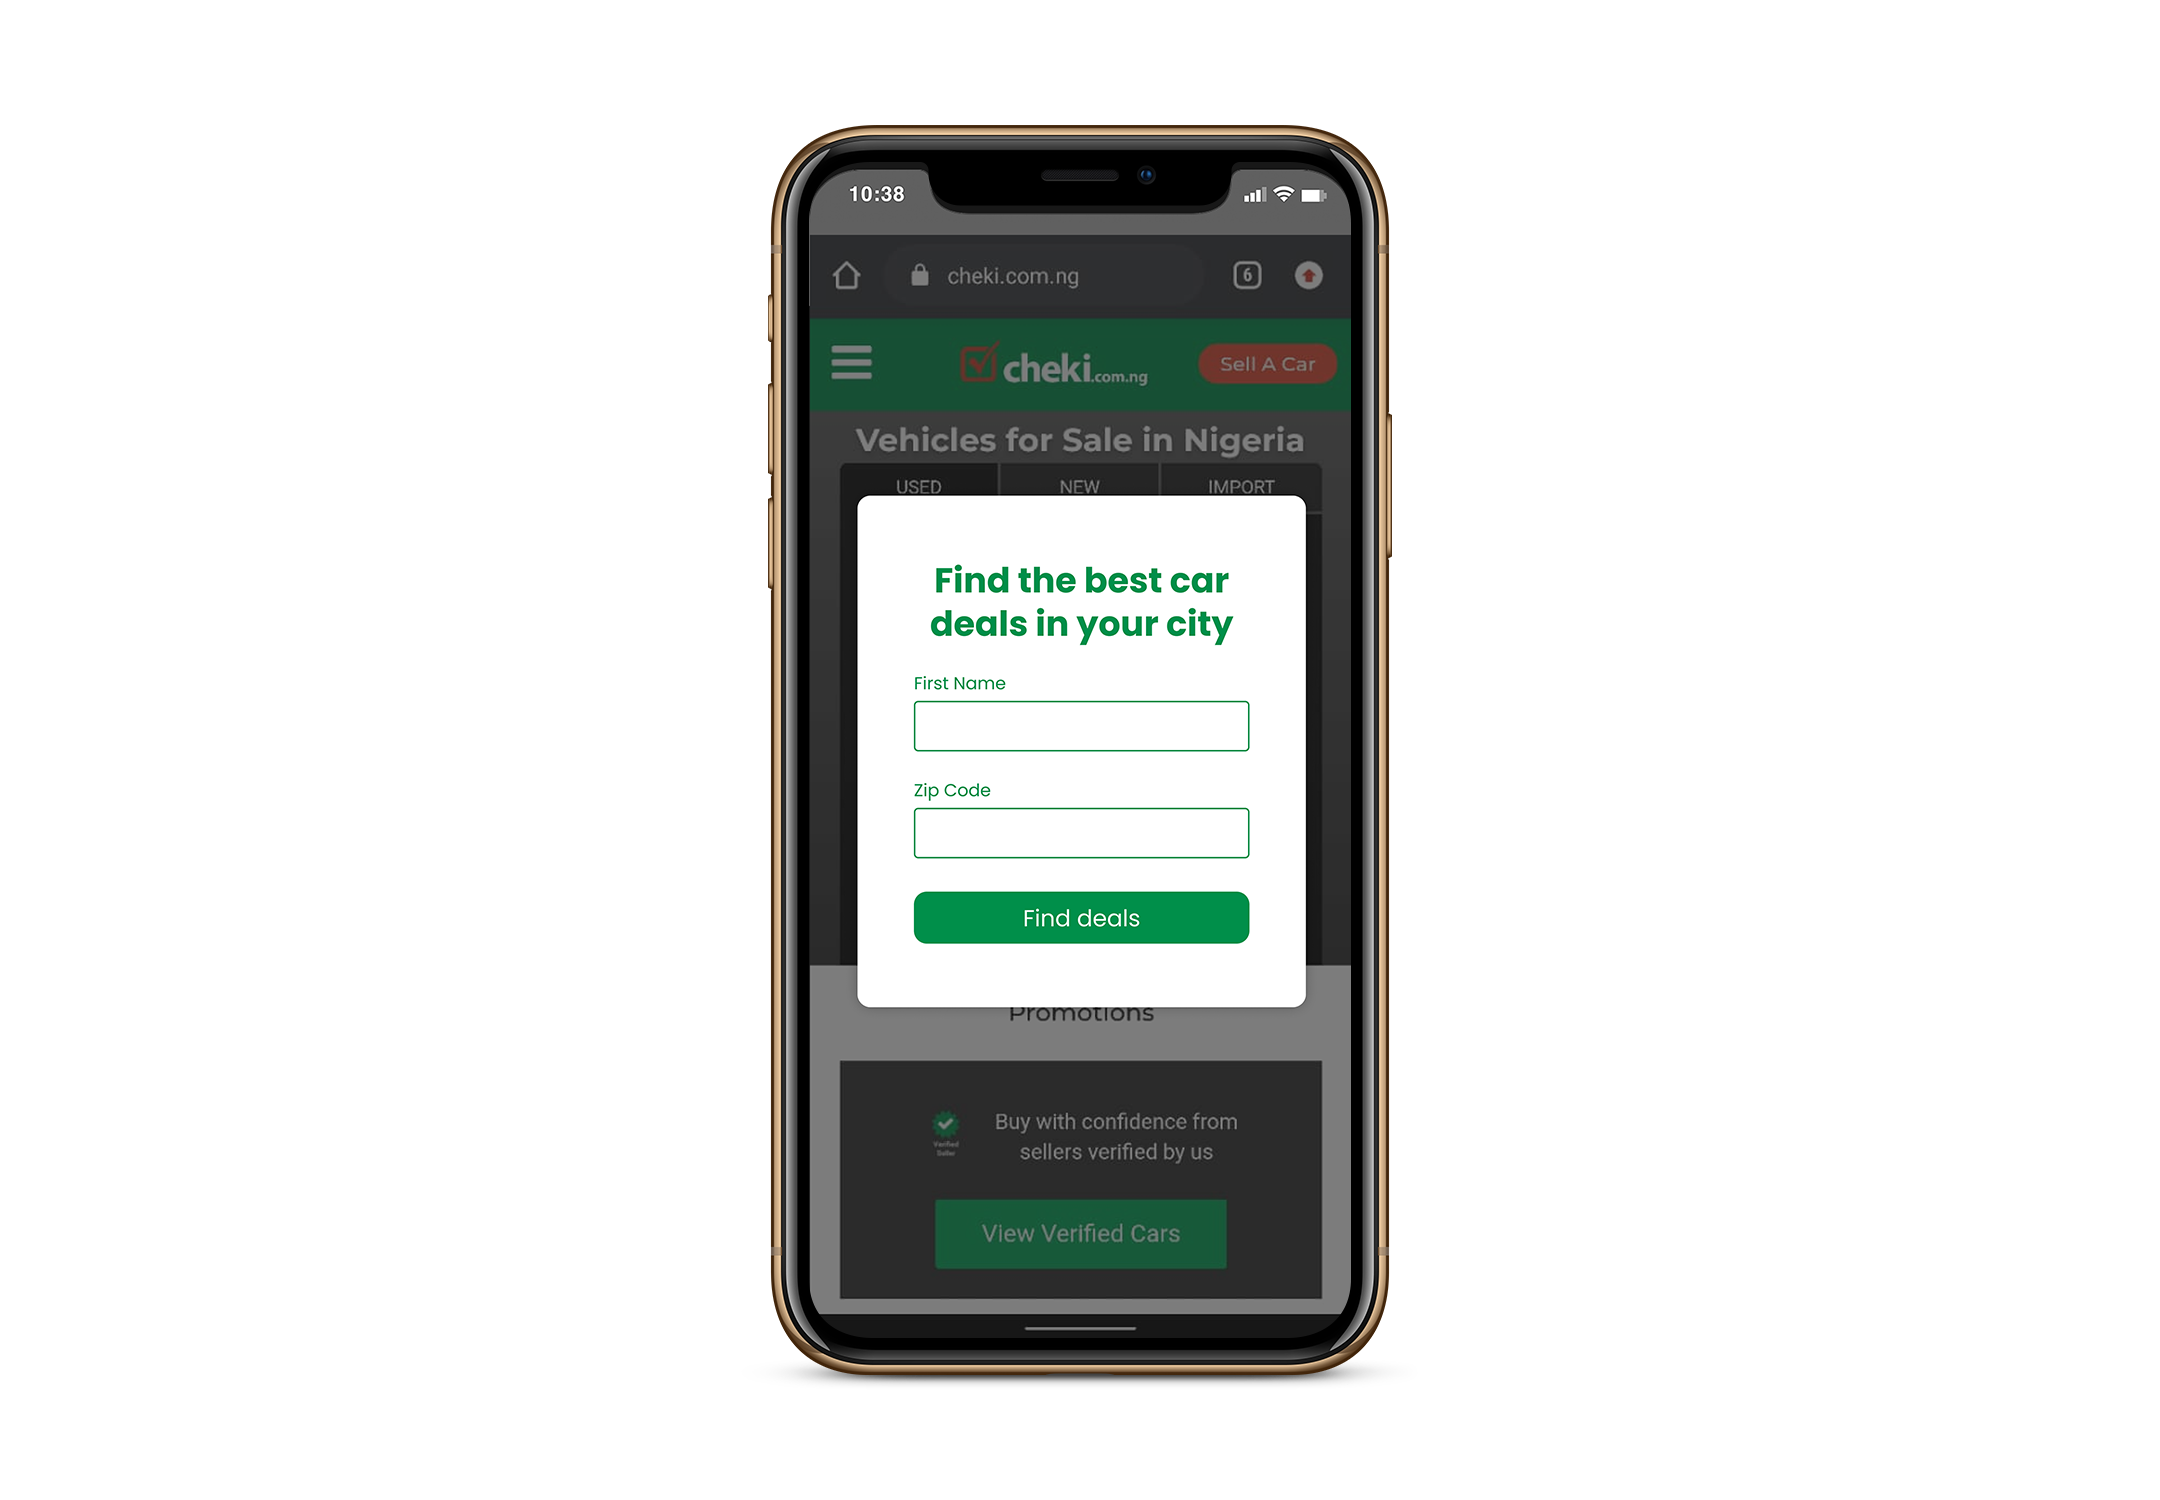 10:38
cheki.com.ng
6
cheki.com.ng
Sell A Car
Vehicles for Sale in Nigeria
USED
NEW
IMPORT
Find the best car
deals in your city
First Name
Zip Code
Find deals
Promotions
Verified
Seller
Buy with confidence from
sellers verified by us
View Verified Cars